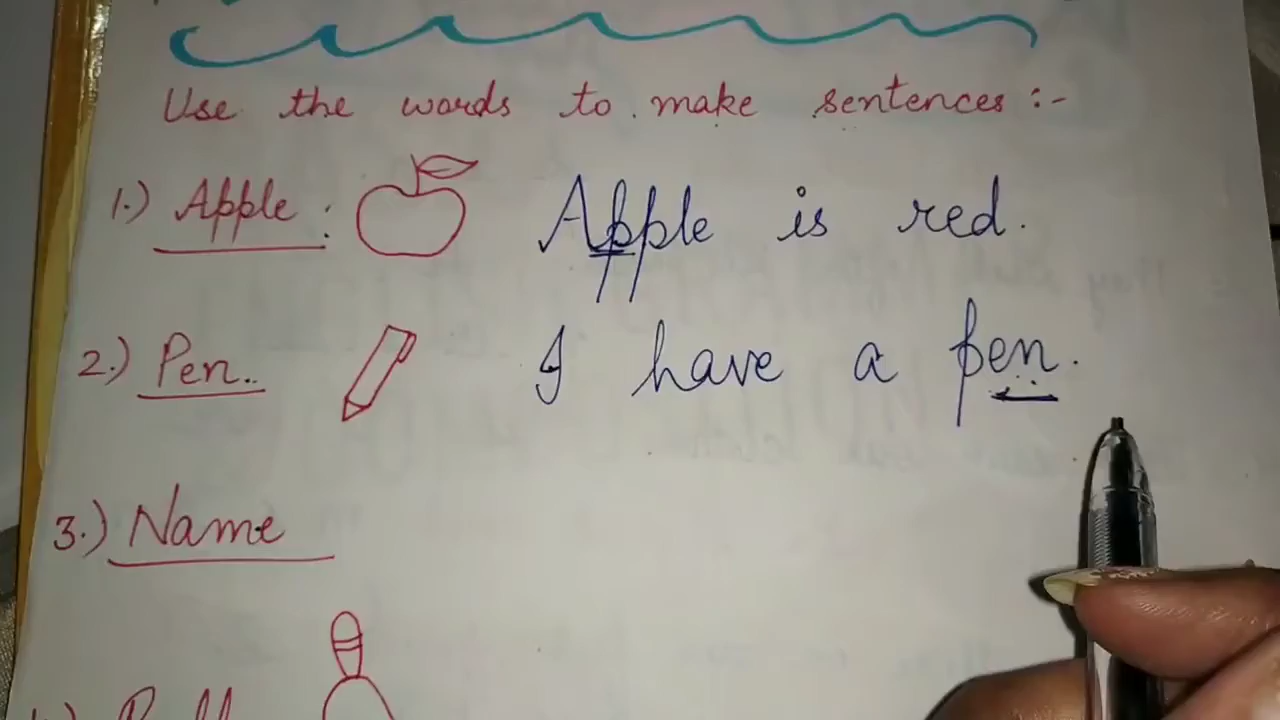 Use the words to make sentences :-
1.) Apple : Apple is red.
2.) Pen.. I have a pen.
3.) Name